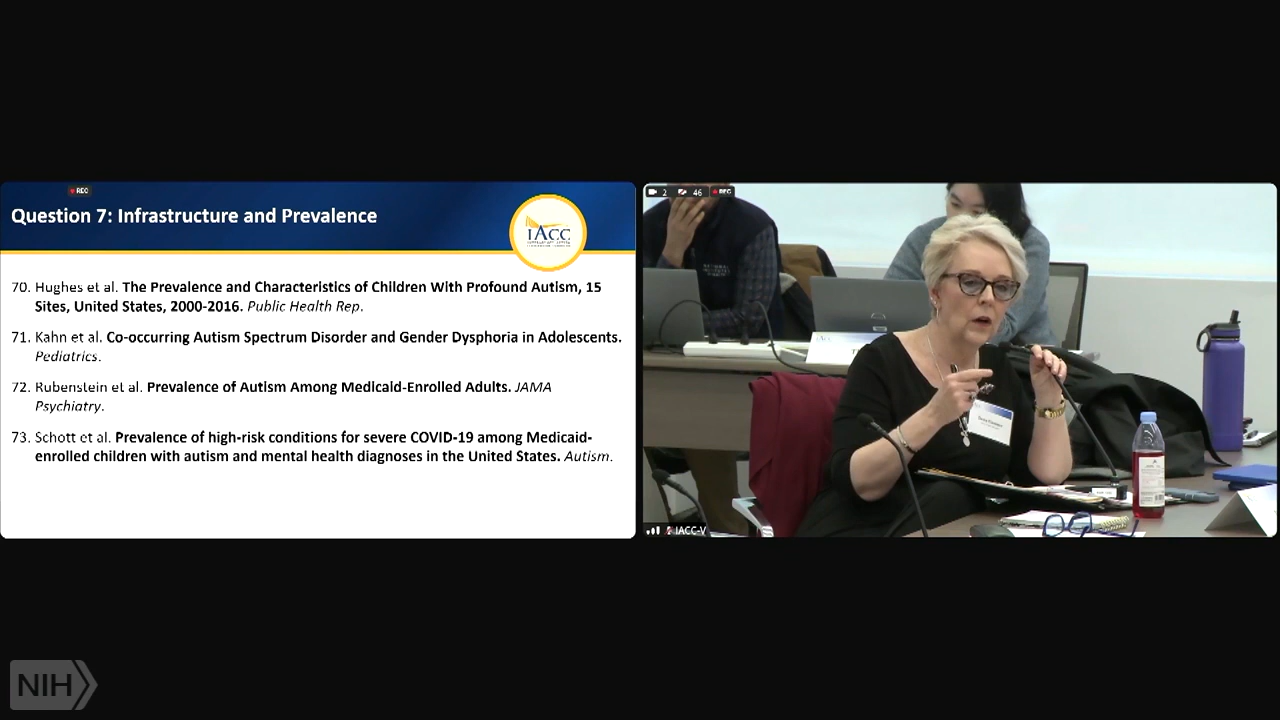 REC
Question 7: Infrastructure and Prevalence
IACC
70. Hughes et al. The Prevalence and Characteristics of Children With Profound Autism, 15
Sites, United States, 2000-2016. Public Health Rep.
71. Kahn et al. Co-occurring Autism Spectrum Disorder and Gender Dysphoria in Adolescents.
Pediatrics.
72. Rubenstein et al. Prevalence of Autism Among Medicaid-Enrolled Adults. JAMA
Psychiatry.
73. Schott et al. Prevalence of high-risk conditions for severe COVID-19 among Medicaid-
enrolled children with autism and mental health diagnoses in the United States. Autism.
2 46 REC
IACC-V
NIH